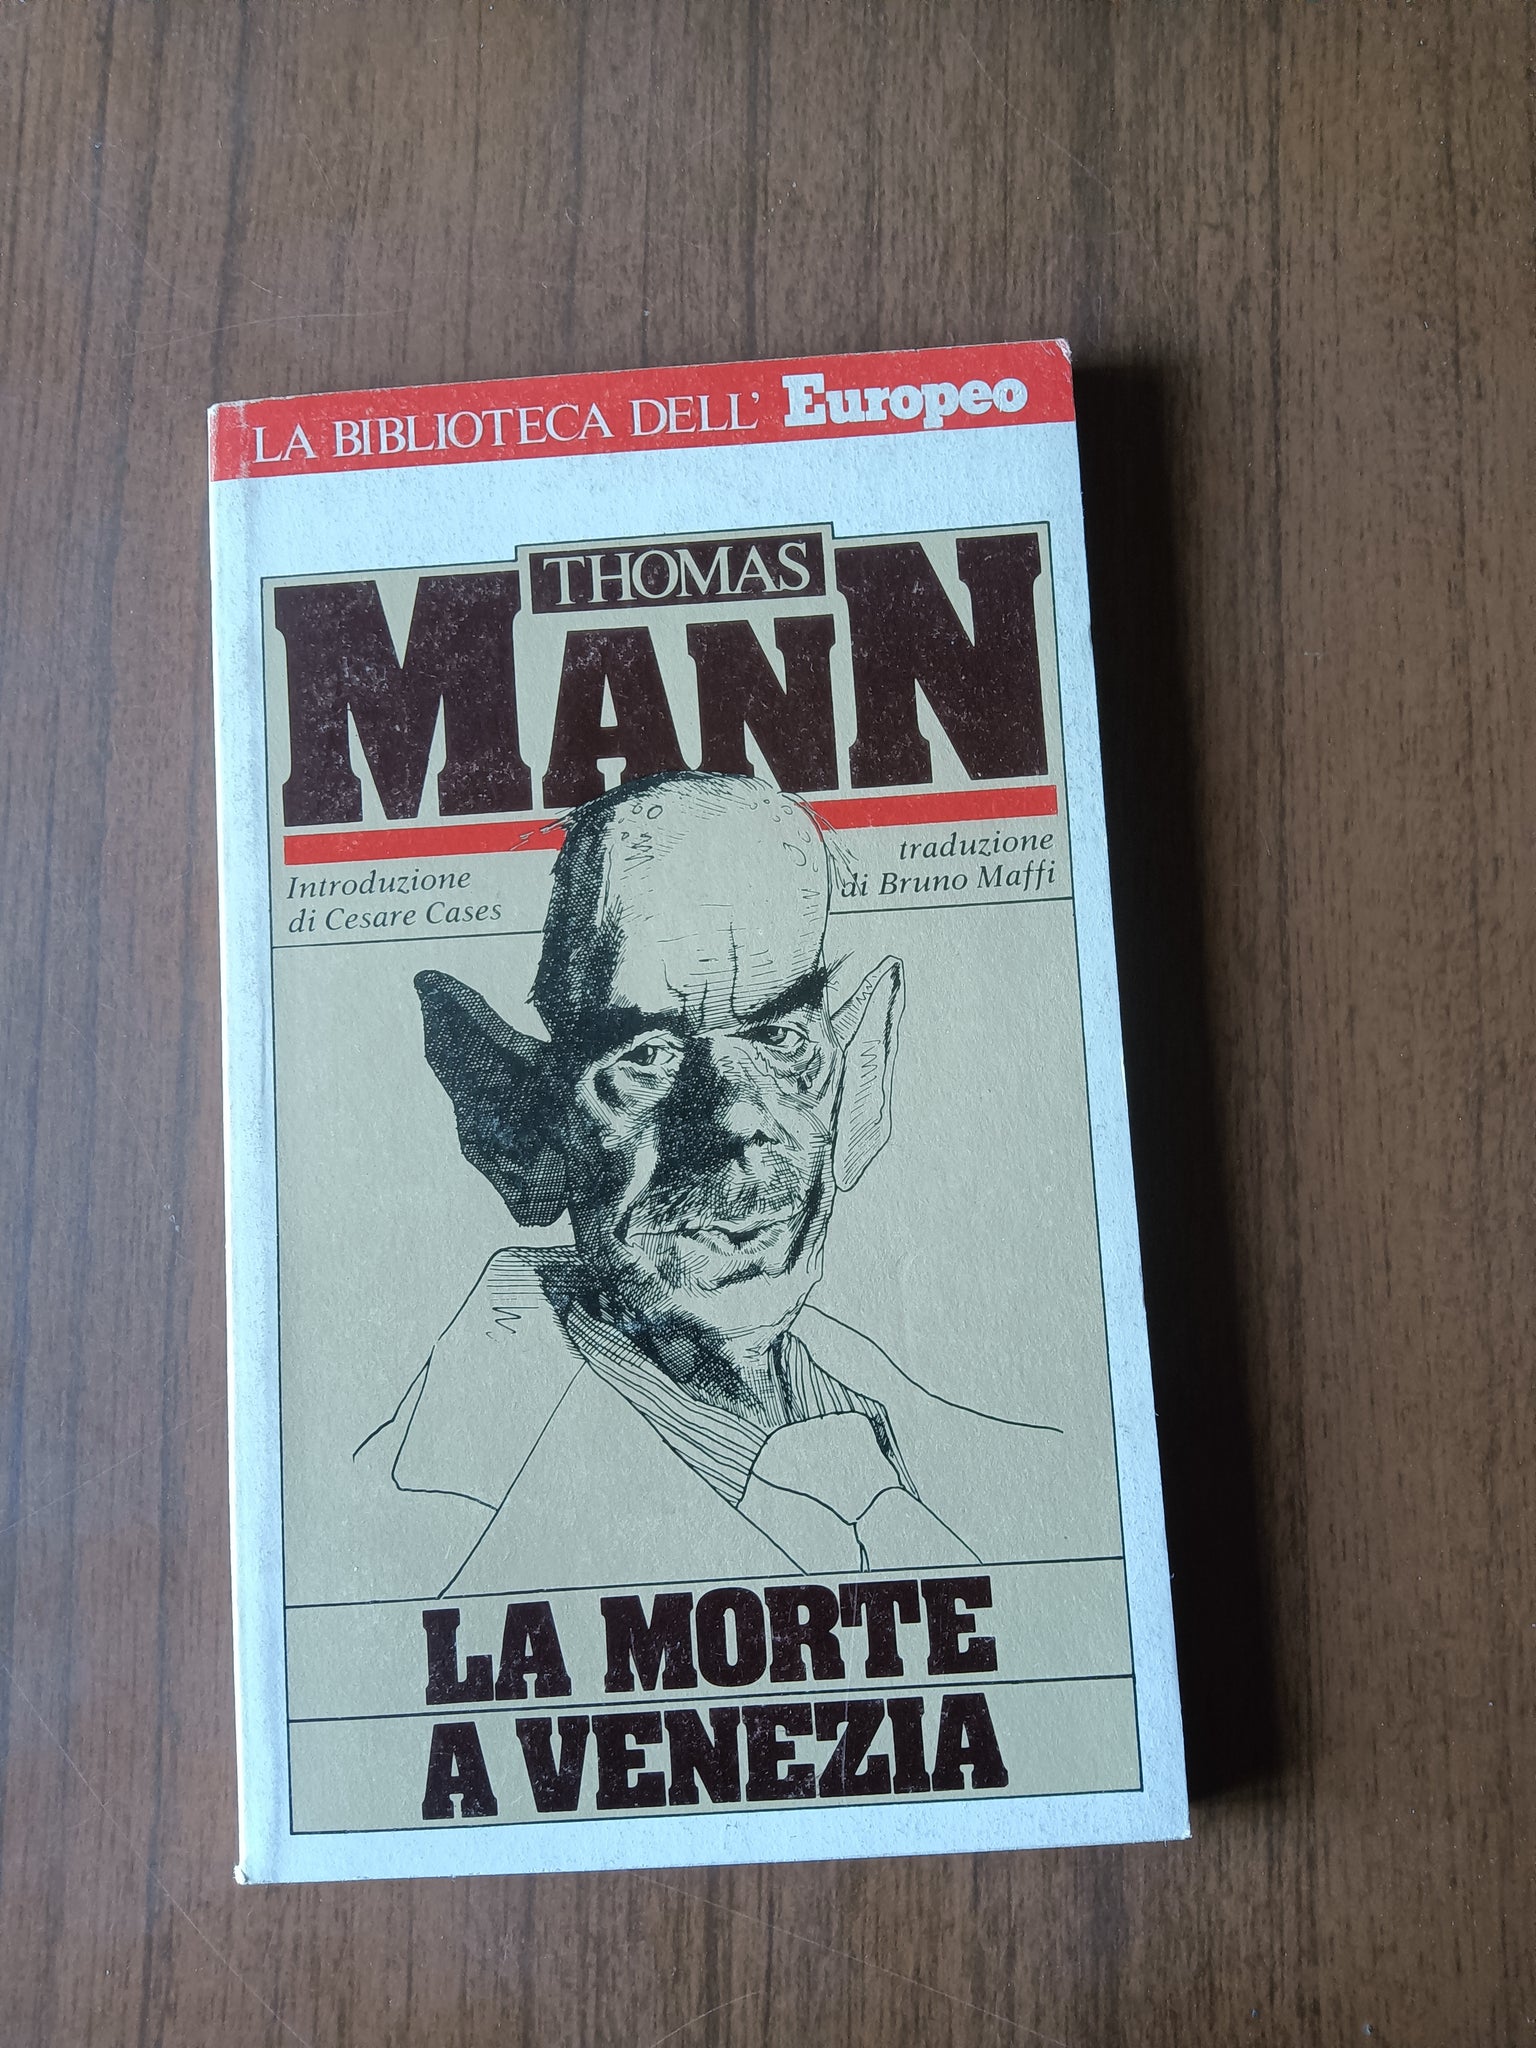 LA BIBLIOTECA DELL' Europeo
THOMAS
MANN
Introduzione
di Cesare Cases
traduzione
di Bruno Maffi
LA MORTE
A VENEZIA